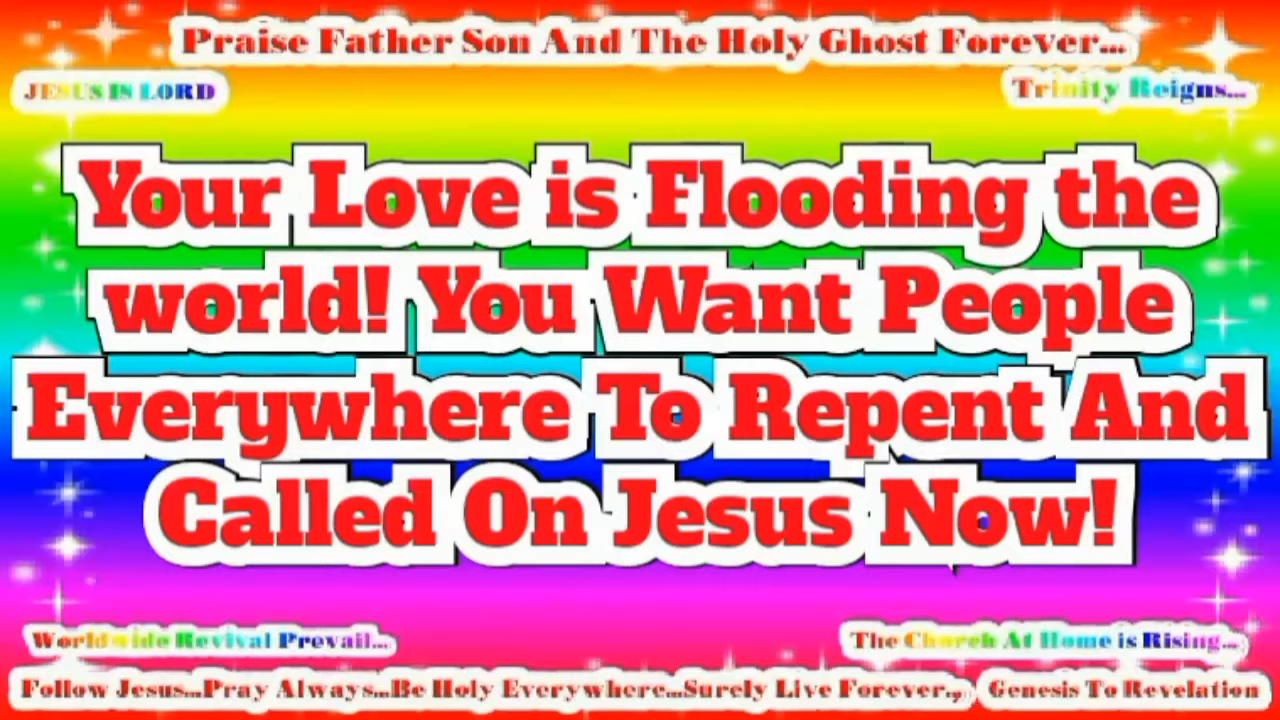 Praise Father Son And The Holy Ghost Forever...
JESUS IS LORD
Trinity Reigns...
Your Love is Flooding the
world! You Want People
Everywhere To Repent And
Called On Jesus Now!
Worldwide Revival Prevail...
The Church At Home is Rising...
Follow Jesus...Pray Always...Be Holy Everywhere...Surely Live Forever...
Genesis To Revelation